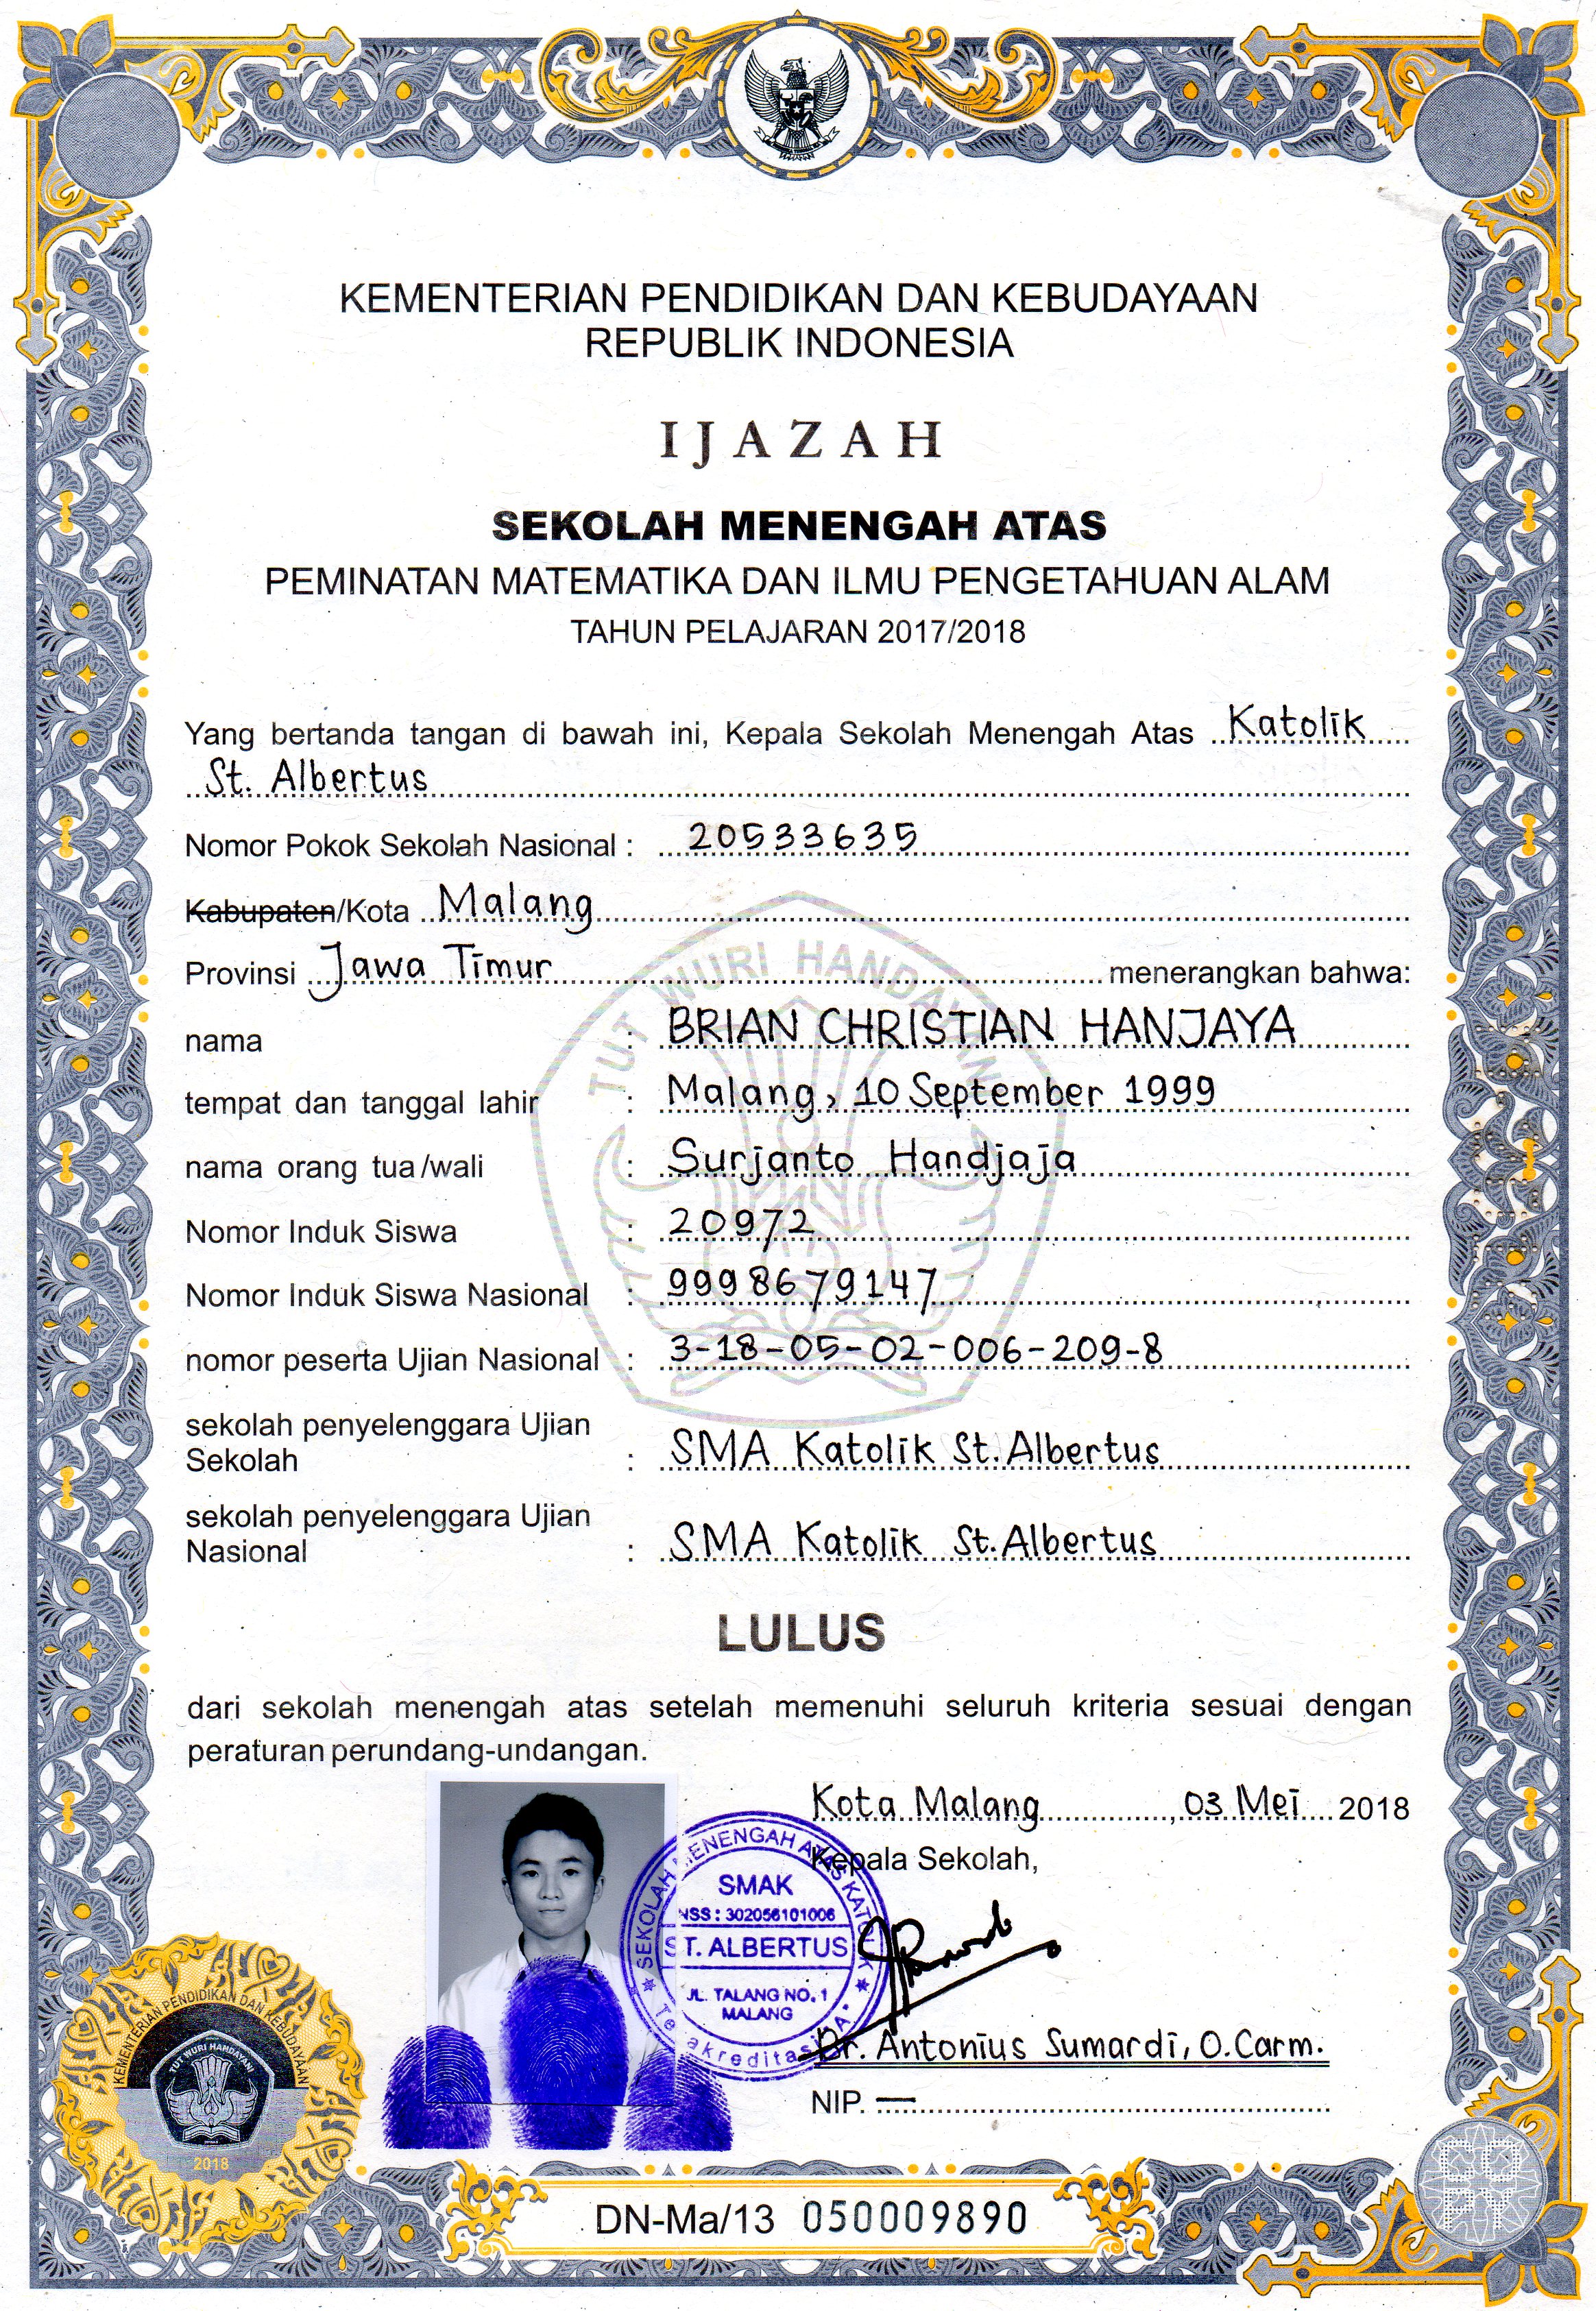 KEMENTERIAN PENDIDIKAN DAN KEBUDAYAAN
REPUBLIK INDONESIA
IJAZAH
SEKOLAH MENENGAH ATAS
PEMINATAN MATEMATIKA DAN ILMU PENGETAHUAN ALAM
TAHUN PELAJARAN 2017/2018
Yang bertanda tangan di bawah ini, Kepala Sekolah Menengah Atas Katolik
St. Albertus
Nomor Pokok Sekolah Nasional : 20533635
Kabupaten/Kota Malang
Provinsi Jawa Timur menerangkan bahwa:
TUT WURI HANDAYANI
nama : BRIAN CHRISTIAN HANJAYA
tempat dan tanggal lahir : Malang, 10 September 1999
nama orang tua/wali : Surjanto Handjaja
Nomor Induk Siswa : 20972
Nomor Induk Siswa Nasional : 9998679147
nomor peserta Ujian Nasional : 3-18-05-02-006-209-8
sekolah penyelenggara Ujian
Sekolah : SMA Katolik St. Albertus
sekolah penyelenggara Ujian
Nasional : SMA Katolik St. Albertus
LULUS
dari sekolah menengah atas setelah memenuhi seluruh kriteria sesuai dengan
peraturan perundang-undangan.
Kota Malang, 03 Mei 2018
Kepala Sekolah,
SEKOLAH MENENGAH ATAS KATOLIK
SMAK
NSS : 302056101006
ST. ALBERTUS
JL. TALANG NO. 1
MALANG
Br. Antonius Sumardi, O.Carm.
NIP. —
KEMENTERIAN PENDIDIKAN DAN KEBUDAYAAN
TUT WURI HANDAYANI
2018
DN-Ma/13 050009890
COPY